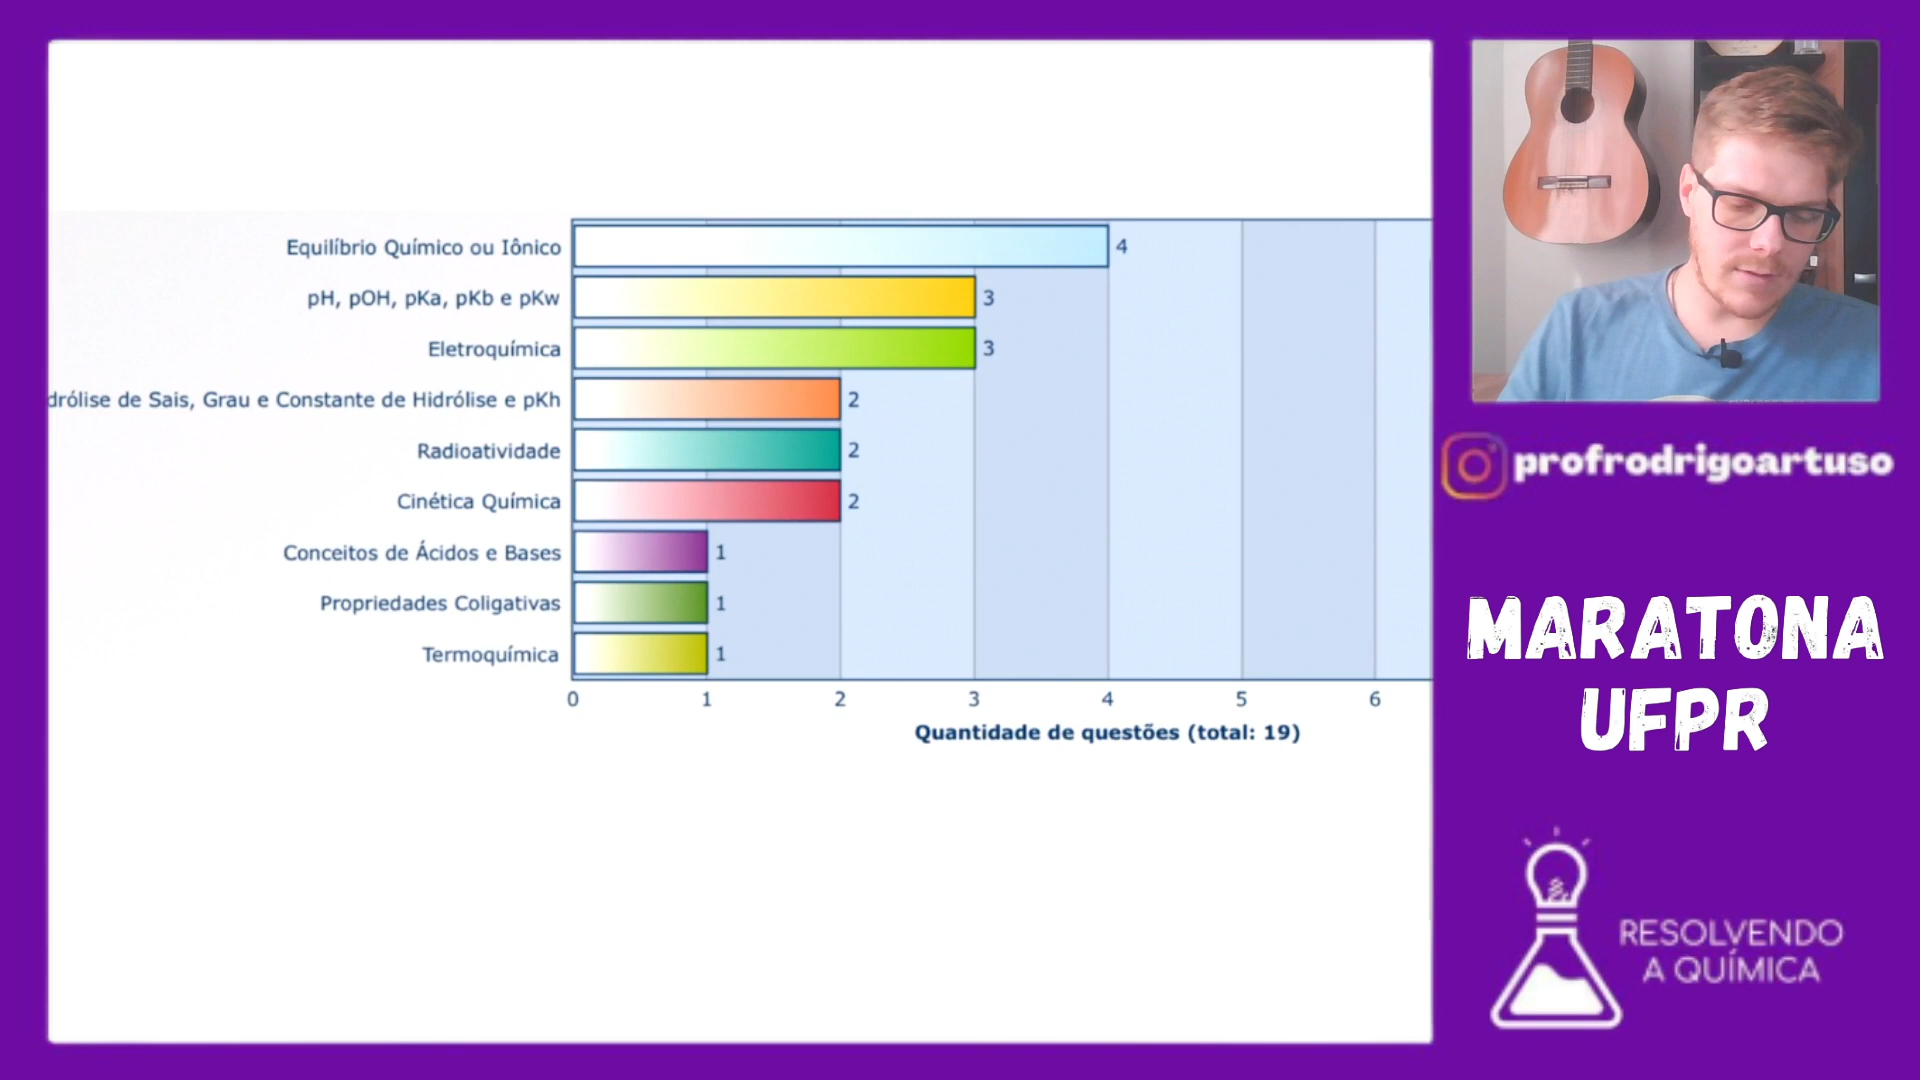 Equilíbrio Químico ou Iônico 4
pH, pOH, pKa, pKb e pKw 3
Eletroquímica 3
drólise de Sais, Grau e Constante de Hidrólise e pKh 2
Radioatividade 2
Cinética Química 2
Conceitos de Ácidos e Bases 1
Propriedades Coligativas 1
Termoquímica 1
0 1 2 3 4 5 6
Quantidade de questões (total: 19)
profrodrigoartuso
MARATONA
UFPR
RESOLVENDO
A QUÍMICA